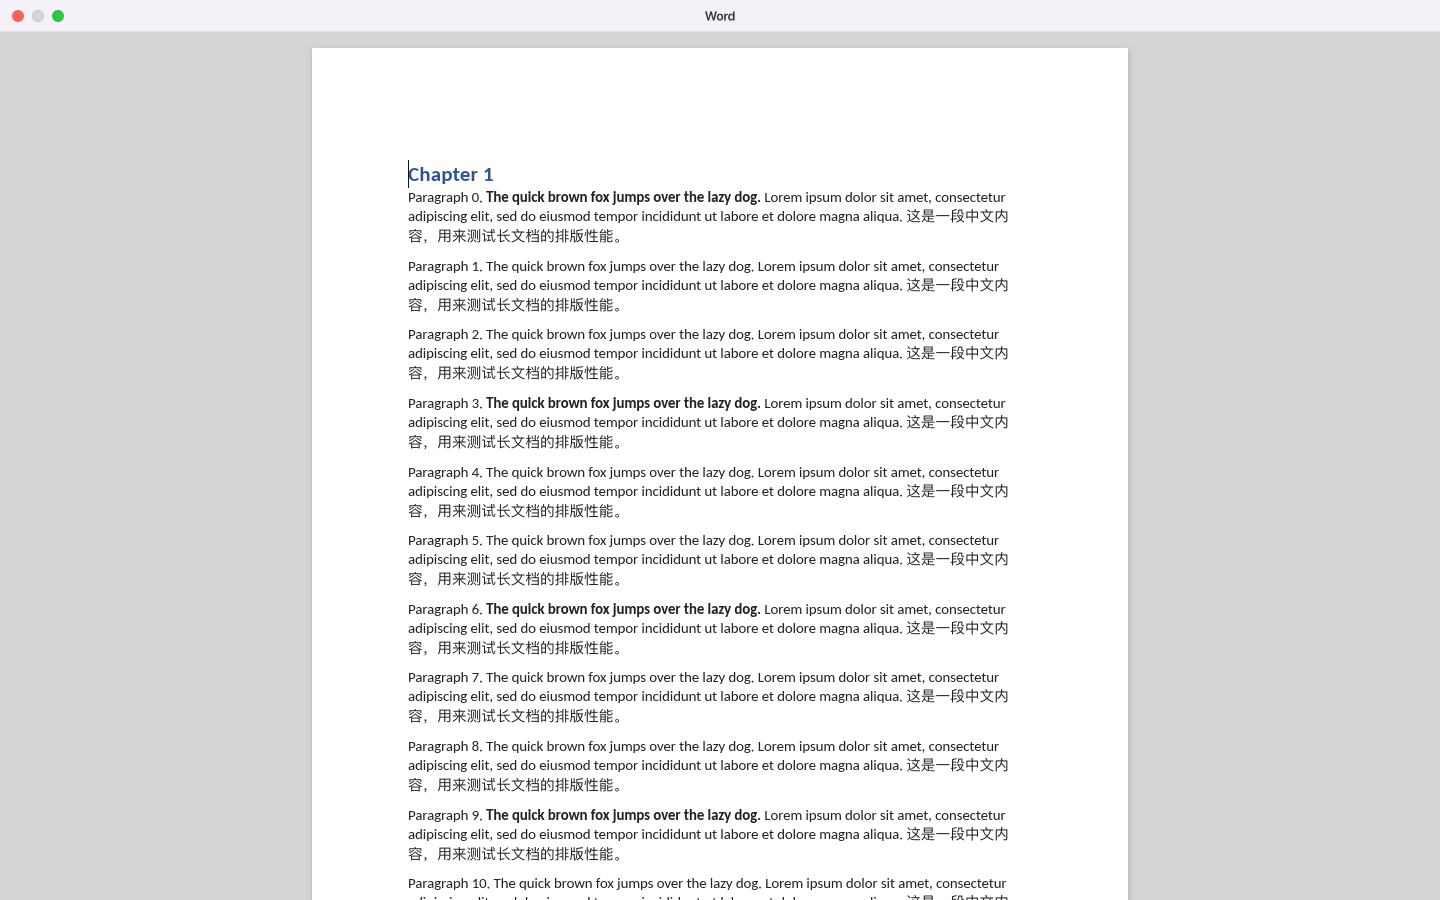 Word
Chapter 1
Paragraph 0. The quick brown fox jumps over the lazy dog. Lorem ipsum dolor sit amet, consectetur
adipiscing elit, sed do eiusmod tempor incididunt ut labore et dolore magna aliqua. 这是一段中文内
容，用来测试长文档的排版性能。
Paragraph 1. The quick brown fox jumps over the lazy dog. Lorem ipsum dolor sit amet, consectetur
adipiscing elit, sed do eiusmod tempor incididunt ut labore et dolore magna aliqua. 这是一段中文内
容，用来测试长文档的排版性能。
Paragraph 2. The quick brown fox jumps over the lazy dog. Lorem ipsum dolor sit amet, consectetur
adipiscing elit, sed do eiusmod tempor incididunt ut labore et dolore magna aliqua. 这是一段中文内
容，用来测试长文档的排版性能。
Paragraph 3. The quick brown fox jumps over the lazy dog. Lorem ipsum dolor sit amet, consectetur
adipiscing elit, sed do eiusmod tempor incididunt ut labore et dolore magna aliqua. 这是一段中文内
容，用来测试长文档的排版性能。
Paragraph 4. The quick brown fox jumps over the lazy dog. Lorem ipsum dolor sit amet, consectetur
adipiscing elit, sed do eiusmod tempor incididunt ut labore et dolore magna aliqua. 这是一段中文内
容，用来测试长文档的排版性能。
Paragraph 5. The quick brown fox jumps over the lazy dog. Lorem ipsum dolor sit amet, consectetur
adipiscing elit, sed do eiusmod tempor incididunt ut labore et dolore magna aliqua. 这是一段中文内
容，用来测试长文档的排版性能。
Paragraph 6. The quick brown fox jumps over the lazy dog. Lorem ipsum dolor sit amet, consectetur
adipiscing elit, sed do eiusmod tempor incididunt ut labore et dolore magna aliqua. 这是一段中文内
容，用来测试长文档的排版性能。
Paragraph 7. The quick brown fox jumps over the lazy dog. Lorem ipsum dolor sit amet, consectetur
adipiscing elit, sed do eiusmod tempor incididunt ut labore et dolore magna aliqua. 这是一段中文内
容，用来测试长文档的排版性能。
Paragraph 8. The quick brown fox jumps over the lazy dog. Lorem ipsum dolor sit amet, consectetur
adipiscing elit, sed do eiusmod tempor incididunt ut labore et dolore magna aliqua. 这是一段中文内
容，用来测试长文档的排版性能。
Paragraph 9. The quick brown fox jumps over the lazy dog. Lorem ipsum dolor sit amet, consectetur
adipiscing elit, sed do eiusmod tempor incididunt ut labore et dolore magna aliqua. 这是一段中文内
容，用来测试长文档的排版性能。
Paragraph 10. The quick brown fox jumps over the lazy dog. Lorem ipsum dolor sit amet, consectetur